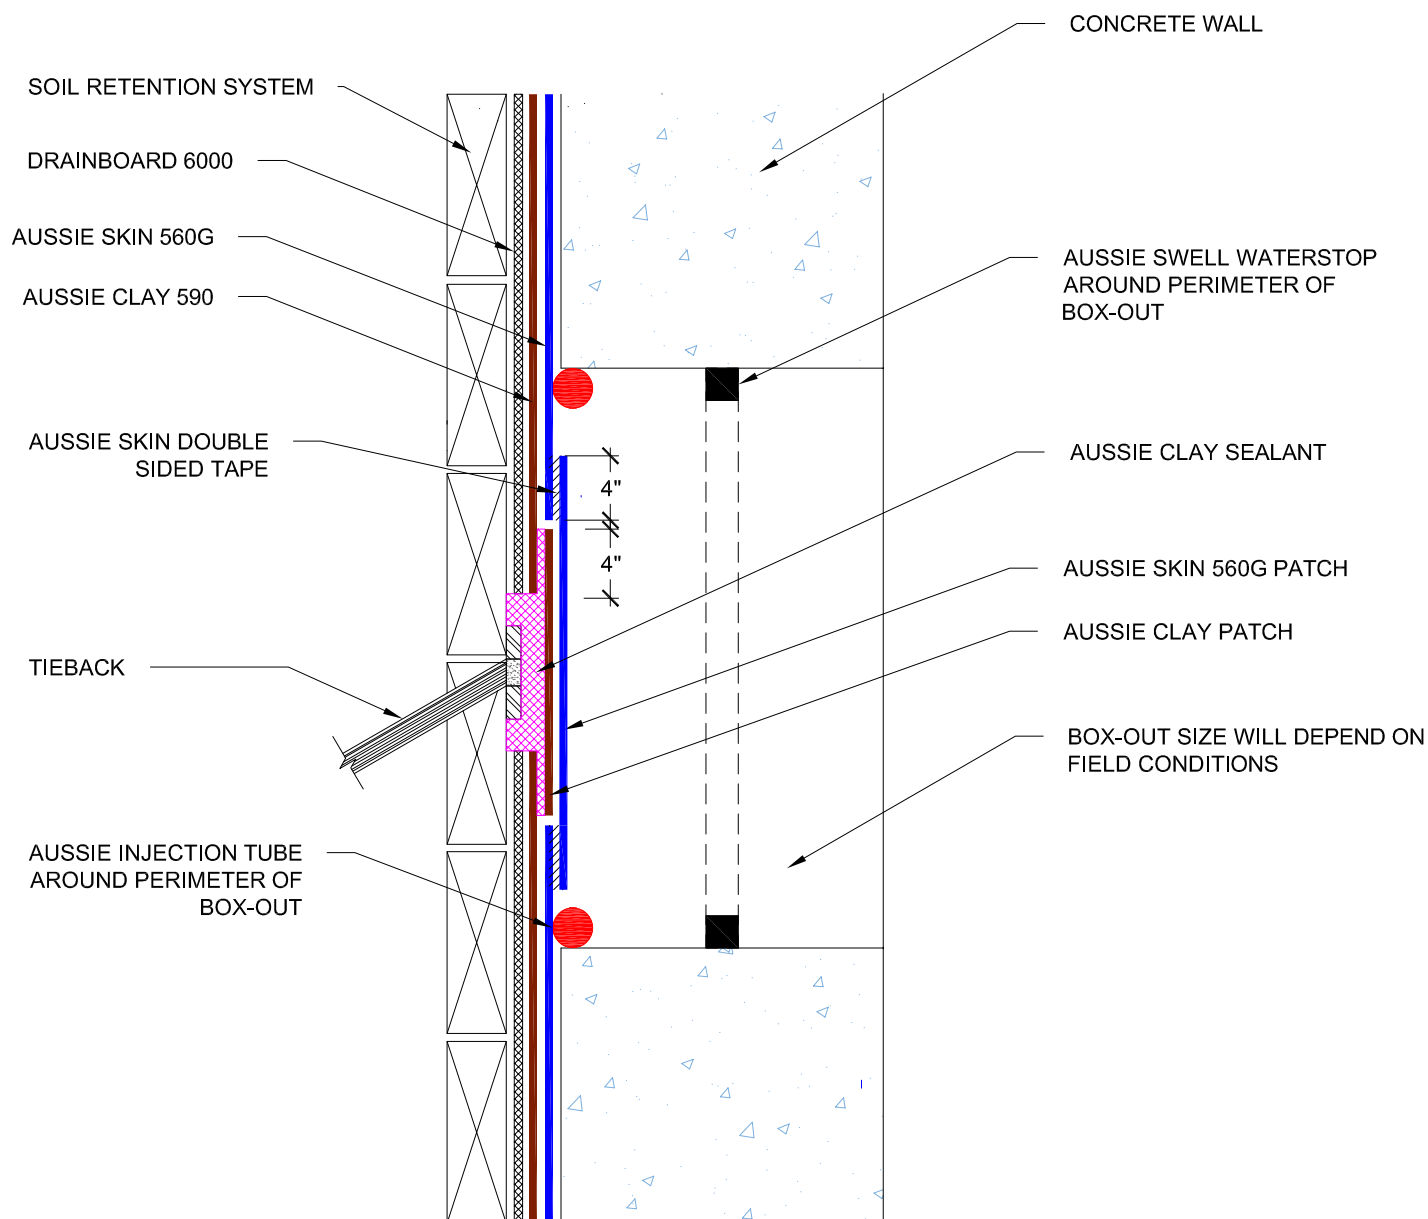 CONCRETE WALL
SOIL RETENTION SYSTEM
DRAINBOARD 6000
AUSSIE SKIN 560G
AUSSIE CLAY 590
AUSSIE SWELL WATERSTOP
AROUND PERIMETER OF
BOX-OUT
AUSSIE SKIN DOUBLE
SIDED TAPE
AUSSIE CLAY SEALANT
4"
4"
AUSSIE SKIN 560G PATCH
AUSSIE CLAY PATCH
TIEBACK
BOX-OUT SIZE WILL DEPEND ON
FIELD CONDITIONS
AUSSIE INJECTION TUBE
AROUND PERIMETER OF
BOX-OUT